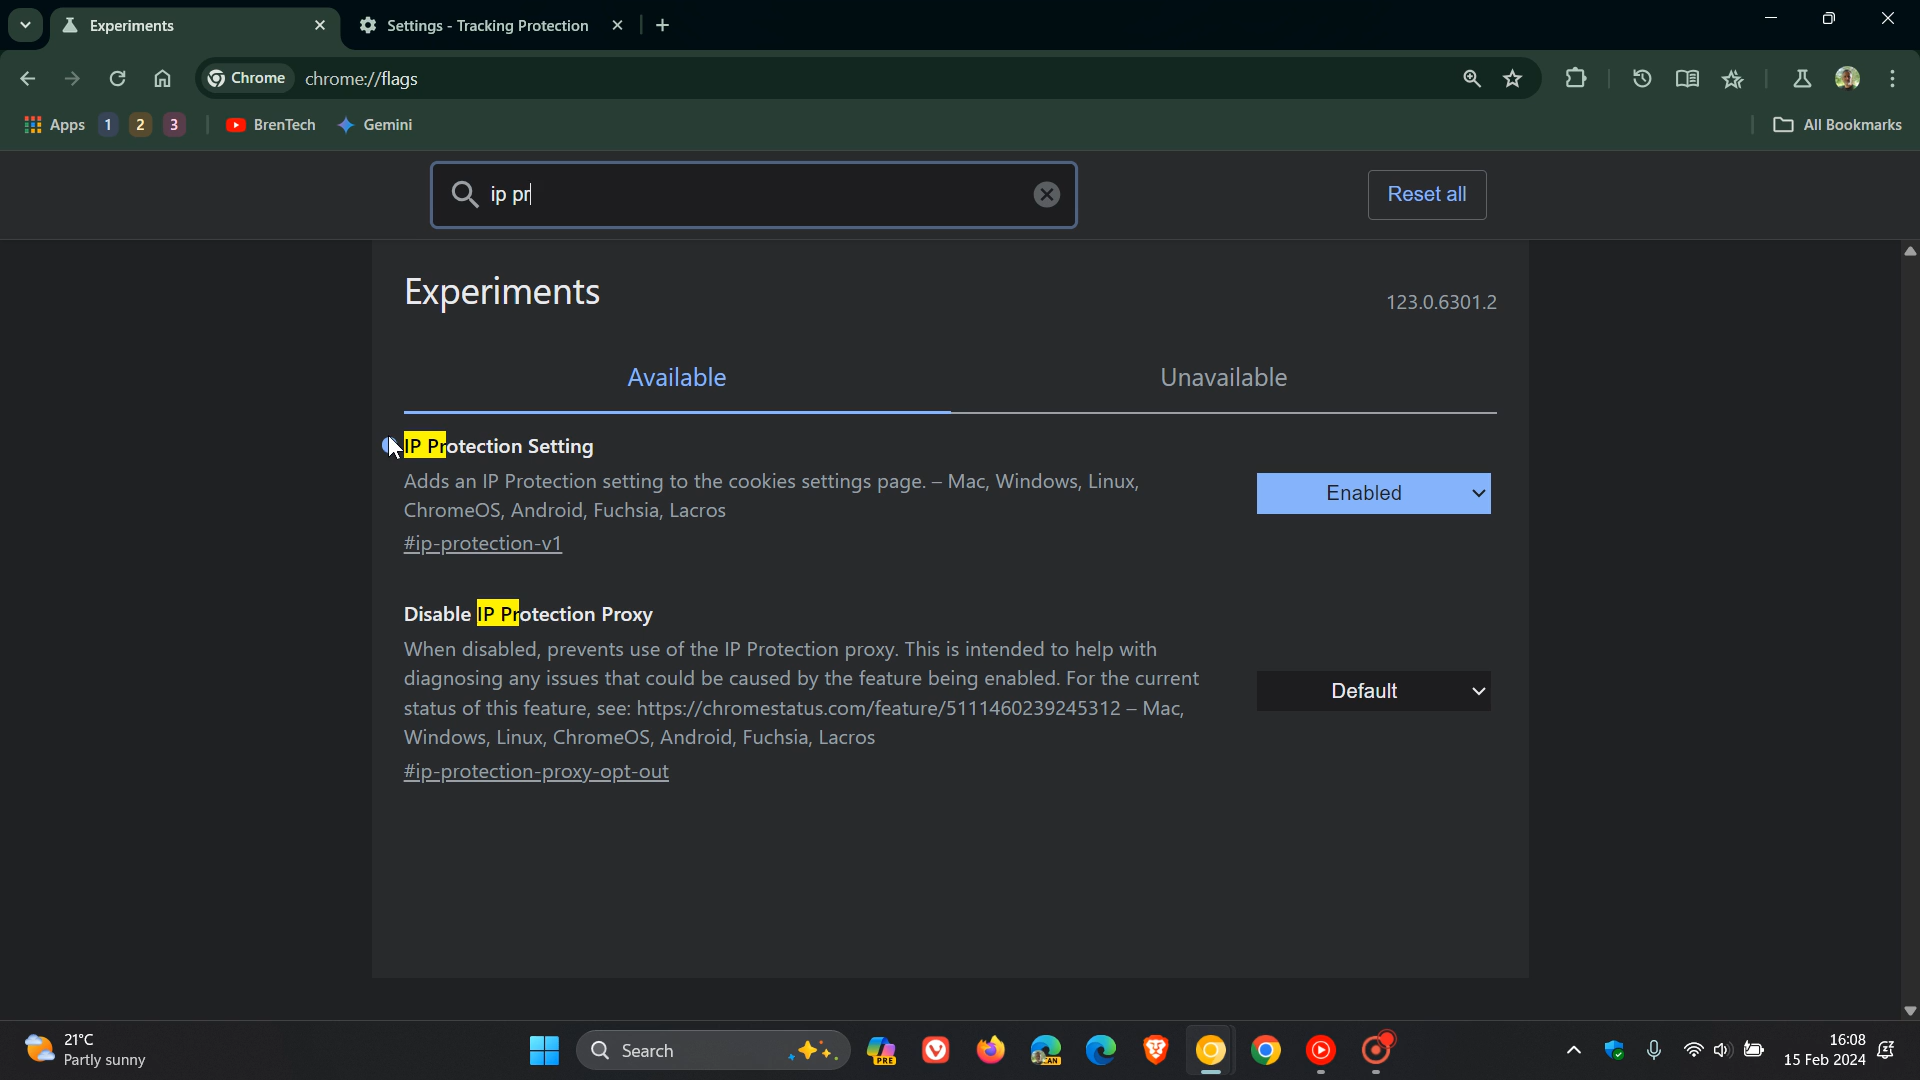 Experiments
Settings - Tracking Protection
Chrome
chrome://flags
Apps
1
2
3
BrenTech
Gemini
All Bookmarks
ip pr
Reset all
Experiments
123.0.6301.2
Available
Unavailable
IP Protection Setting
Adds an IP Protection setting to the cookies settings page. – Mac, Windows, Linux,
ChromeOS, Android, Fuchsia, Lacros
#ip-protection-v1
Enabled
Disable IP Protection Proxy
When disabled, prevents use of the IP Protection proxy. This is intended to help with
diagnosing any issues that could be caused by the feature being enabled. For the current
status of this feature, see: https://chromestatus.com/feature/5111460239245312 – Mac,
Windows, Linux, ChromeOS, Android, Fuchsia, Lacros
#ip-protection-proxy-opt-out
Default
21°C
Partly sunny
Search
PRE
CAN
16:08
15 Feb 2024